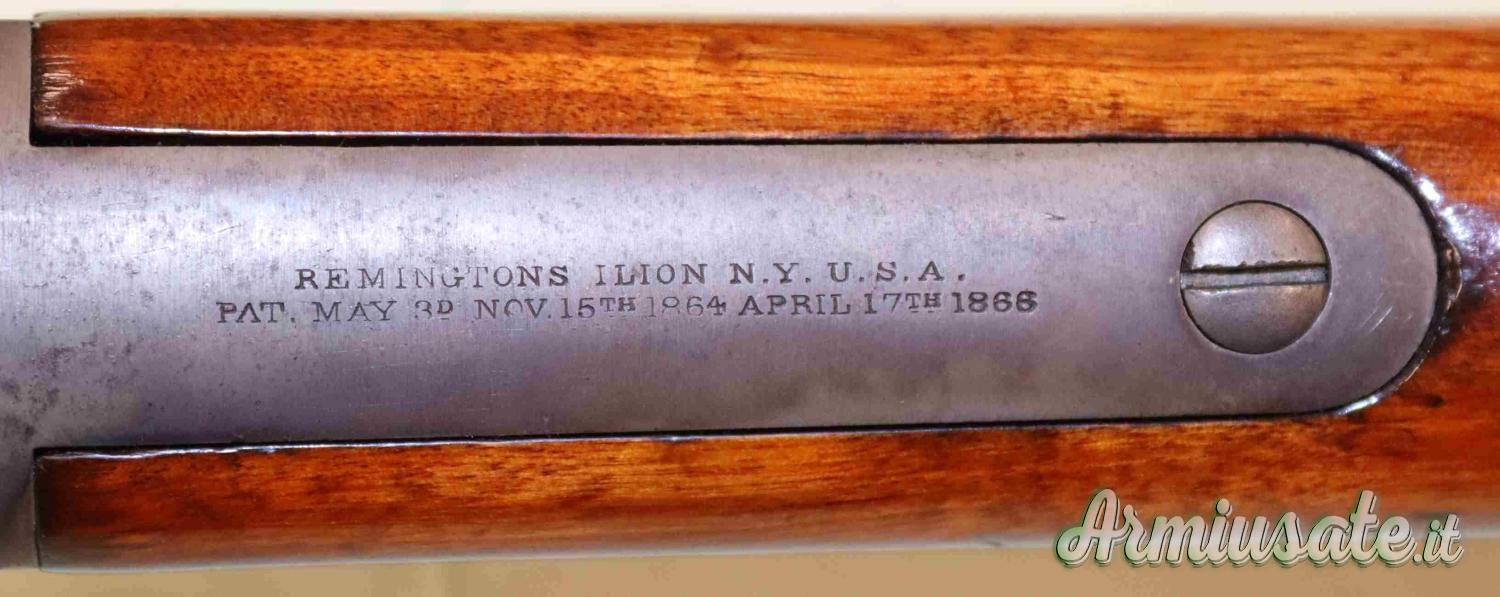 REMINGTONS ILION N.Y. U.S.A.
PAT. MAY 3D NOV. 15TH 1864 APRIL 17TH 1866
Armiusate.it